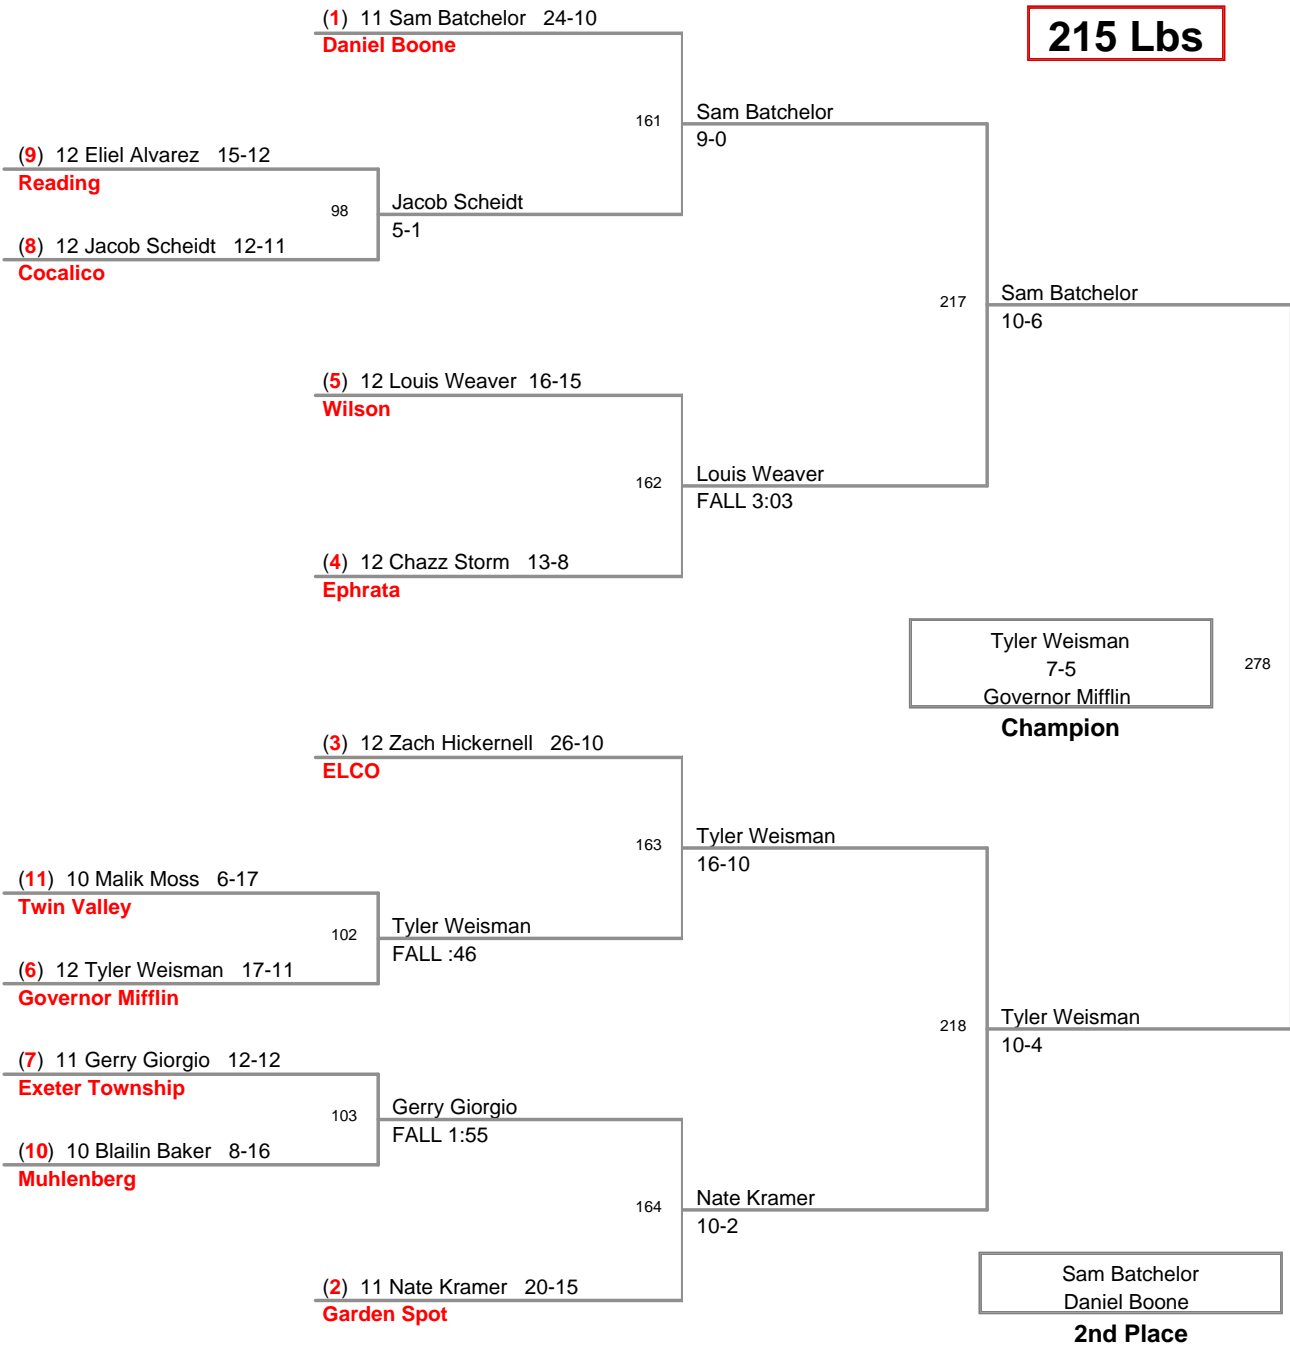 (1) 11 Sam Batchelor 24-10
Daniel Boone
215 Lbs
161
Sam Batchelor
9-0
(9) 12 Eliel Alvarez 15-12
Reading
98
Jacob Scheidt
5-1
(8) 12 Jacob Scheidt 12-11
Cocalico
217
Sam Batchelor
10-6
(5) 12 Louis Weaver 16-15
Wilson
162
Louis Weaver
FALL 3:03
(4) 12 Chazz Storm 13-8
Ephrata
Tyler Weisman
7-5
Governor Mifflin
Champion
278
(3) 12 Zach Hickernell 26-10
ELCO
163
Tyler Weisman
16-10
(11) 10 Malik Moss 6-17
Twin Valley
102
Tyler Weisman
FALL :46
(6) 12 Tyler Weisman 17-11
Governor Mifflin
218
Tyler Weisman
10-4
(7) 11 Gerry Giorgio 12-12
Exeter Township
103
Gerry Giorgio
FALL 1:55
(10) 10 Blailin Baker 8-16
Muhlenberg
164
Nate Kramer
10-2
(2) 11 Nate Kramer 20-15
Garden Spot
Sam Batchelor
Daniel Boone
2nd Place